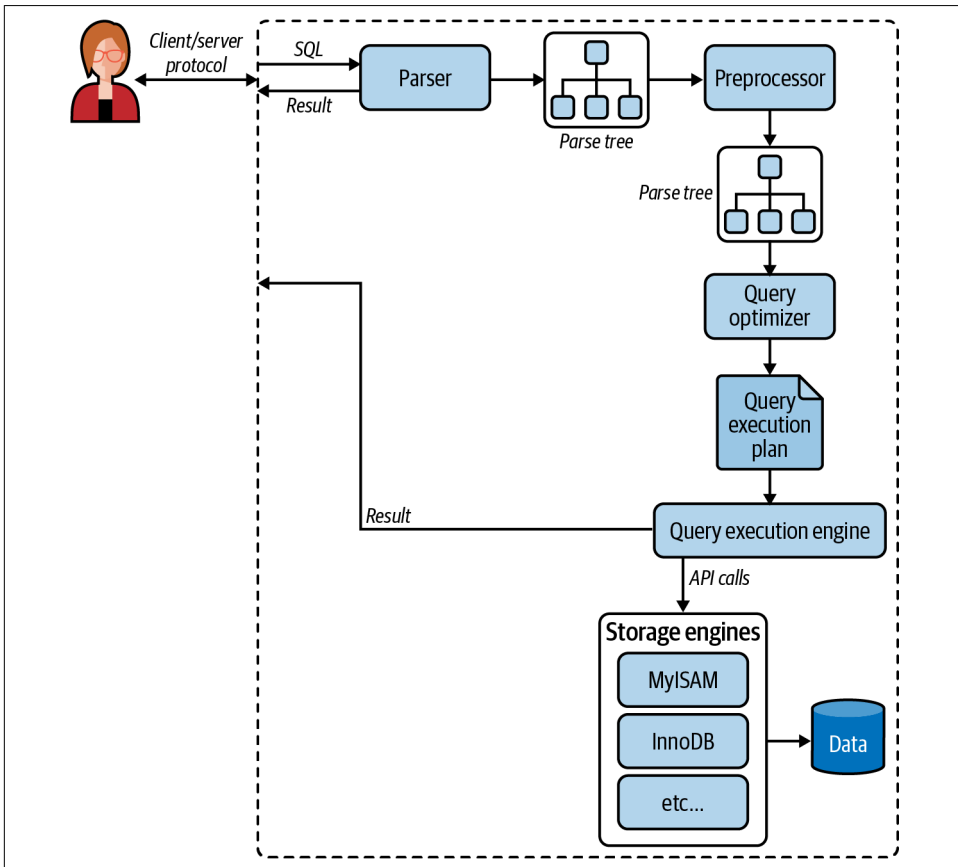 Client/server
protocol
SQL
Result
Parser
Parse tree
Preprocessor
Parse tree
Query
optimizer
Query
execution
plan
Result
Query execution engine
API calls
Storage engines
MyISAM
InnoDB
etc...
Data